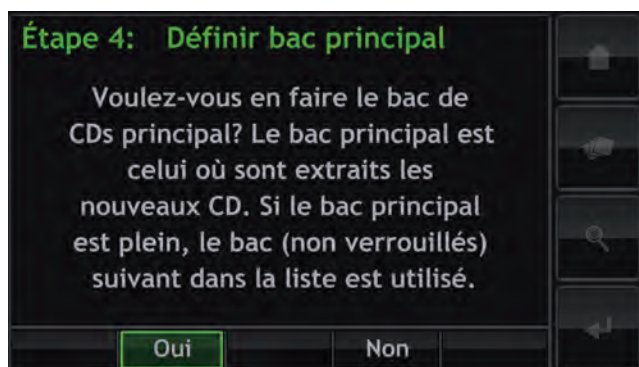 Étape 4: Définir bac principal
Voulez-vous en faire le bac de
CDs principal? Le bac principal est
celui où sont extraits les
nouveaux CD. Si le bac principal
est plein, le bac (non verrouillés)
suivant dans la liste est utilisé.
Oui Non